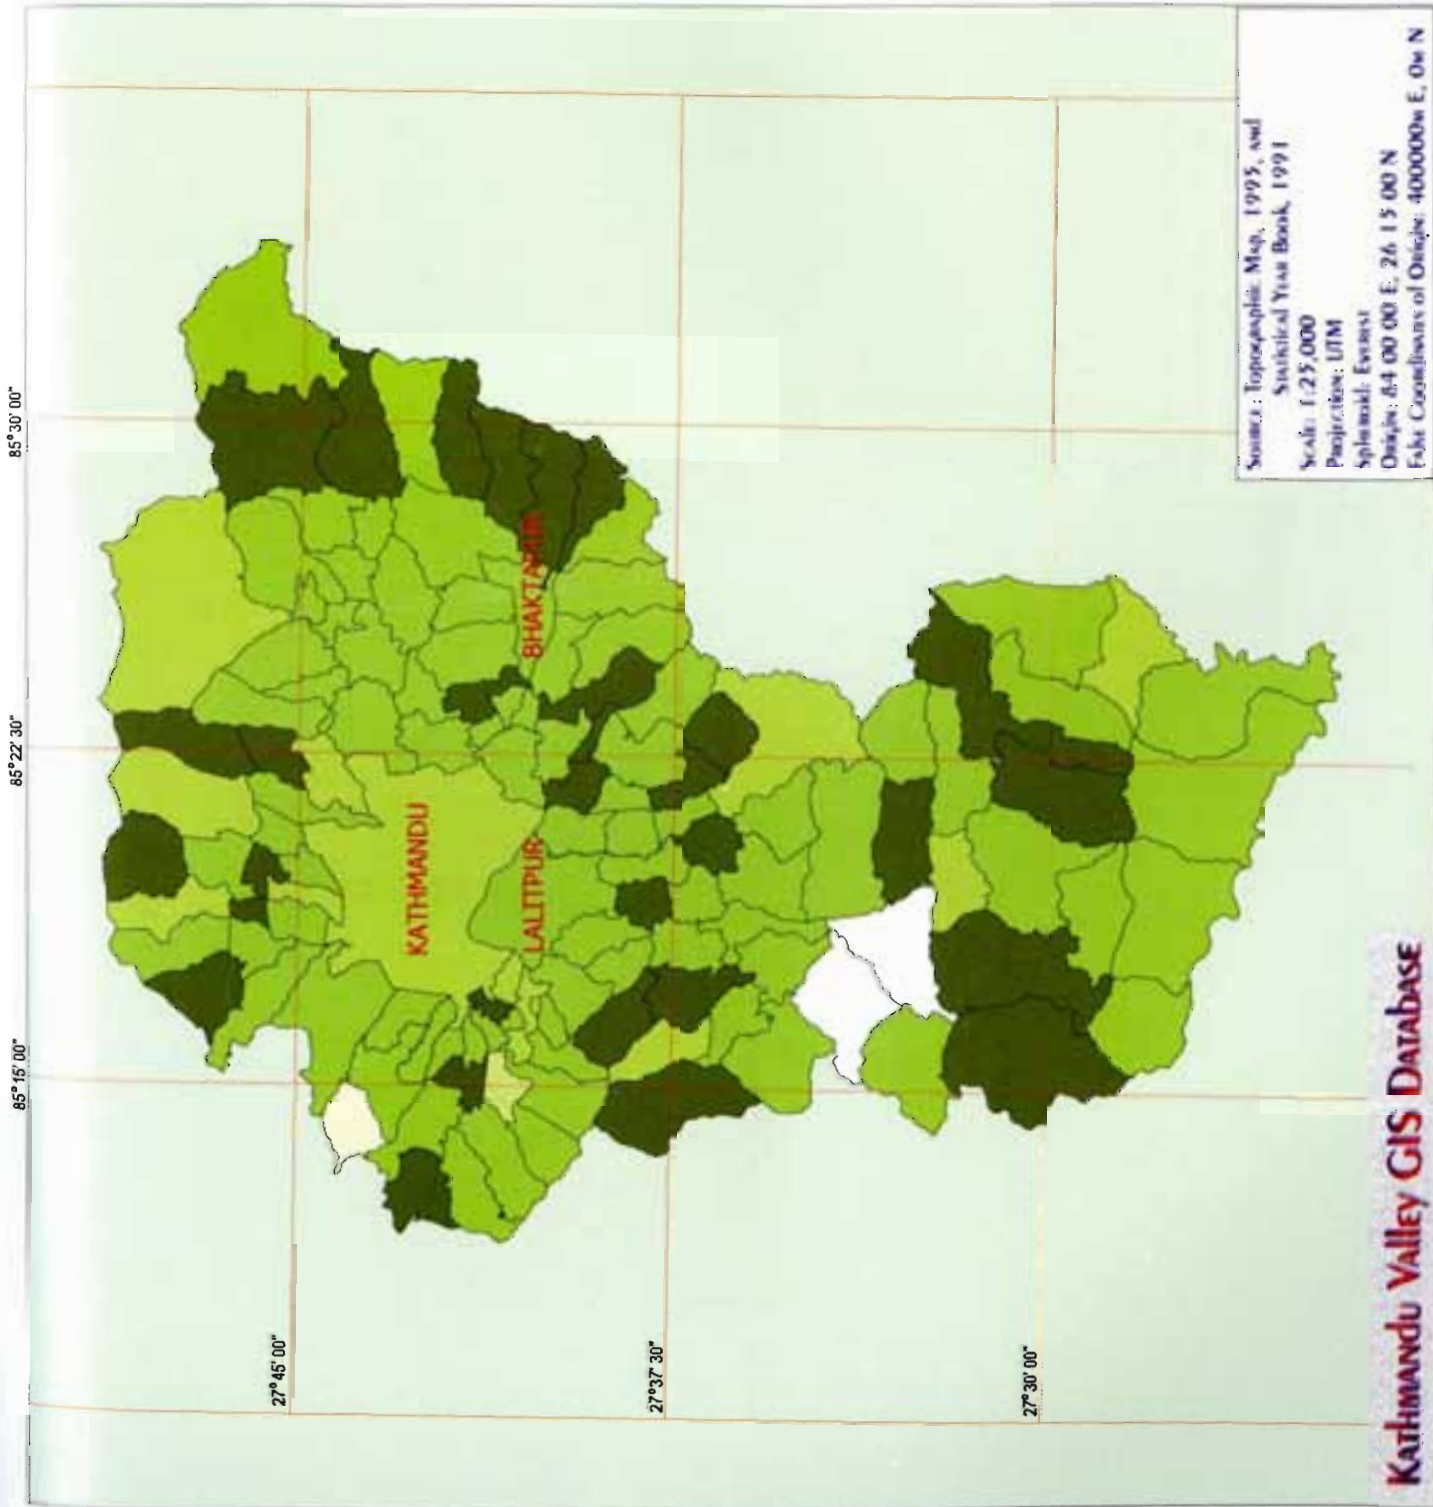 85°15' 00"
85°22' 30"
85°30' 00"
27°45' 00"
27°37' 30"
27°30' 00"
KATHMANDU
LALITPUR
BHAKTAPUR
Source: Topographic Map, 1995, and
Statistical Year Book, 1991
Scale: 1:25,000
Projection: UTM
Spheroid: Everest
Origin: 84 00 00 E, 26 15 00 N
False Coordinates of Origin: 400000m E, 0m N
KATHMANDU VALLEY GIS DATABASE